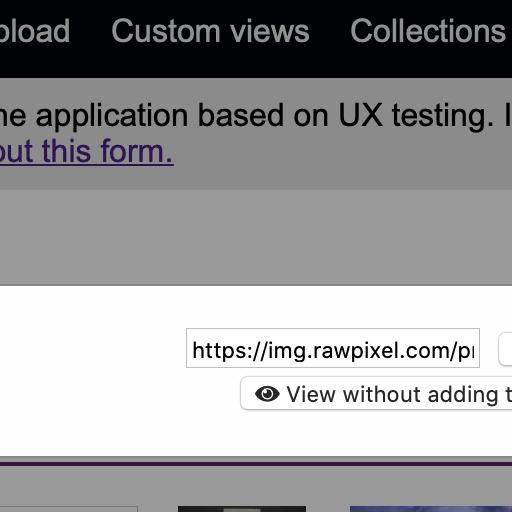 pload Custom views Collections
ne application based on UX testing. I
out this form.
https://img.rawpixel.com/pr
View without adding t